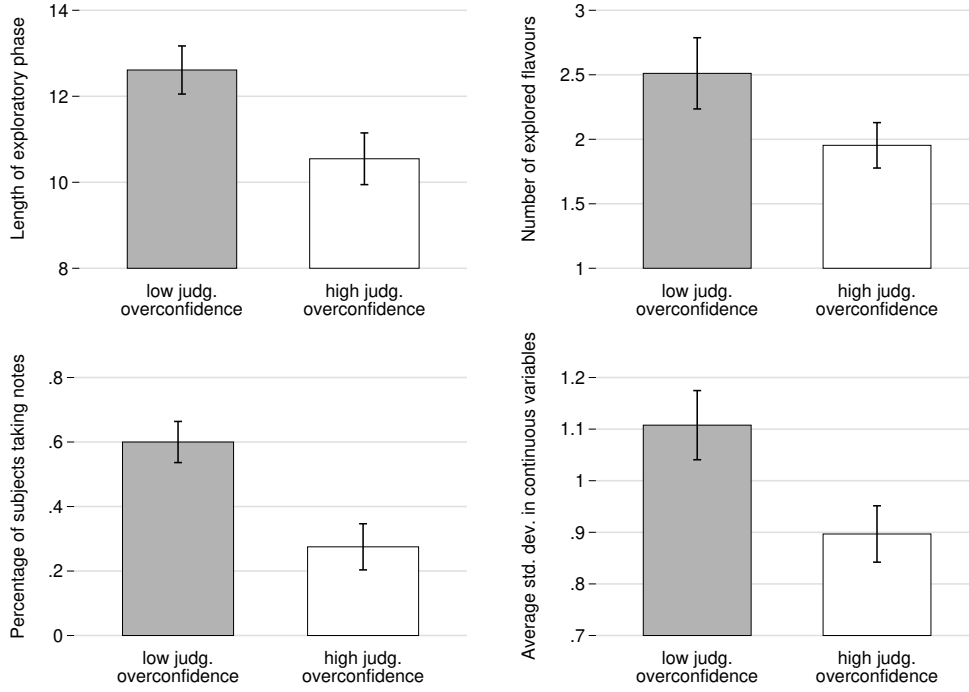 Length of exploratory phase
14
12
10
8
low judg.
overconfidence
high judg.
overconfidence
Number of explored flavours
3
2.5
2
1.5
1
low judg.
overconfidence
high judg.
overconfidence
Percentage of subjects taking notes
.8
.6
.4
.2
0
low judg.
overconfidence
high judg.
overconfidence
Average std. dev. in continuous variables
1.2
1.1
1
.9
.8
.7
low judg.
overconfidence
high judg.
overconfidence